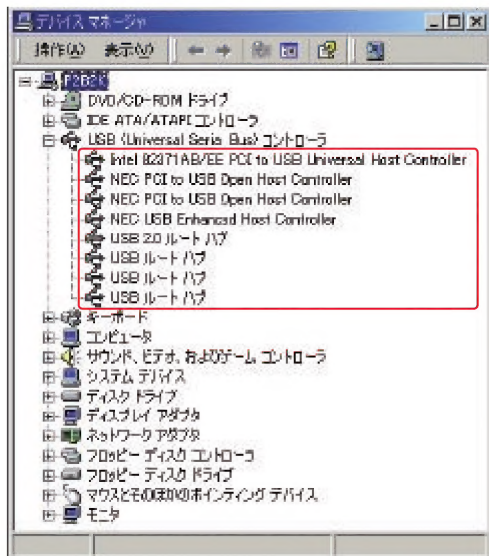 デバイス マネージャ
操作(A) 表示(V)
P2B2K
DVD/CD-ROM ドライブ
IDE ATA/ATAPI コントローラ
USB (Universal Serial Bus) コントローラ
Intel 82371AB/EE PCI to USB Universal Host Controller
NEC PCI to USB Open Host Controller
NEC PCI to USB Open Host Controller
NEC USB Enhanced Host Controller
USB 2.0 ルート ハブ
USB ルート ハブ
USB ルート ハブ
USB ルート ハブ
キーボード
コンピュータ
サウンド、ビデオ、およびゲーム コントローラ
システム デバイス
ディスク ドライブ
ディスプレイ アダプタ
ネットワーク アダプタ
フロッピー ディスク コントローラ
フロッピー ディスク ドライブ
マウスとそのほかのポインティング デバイス
モニタ